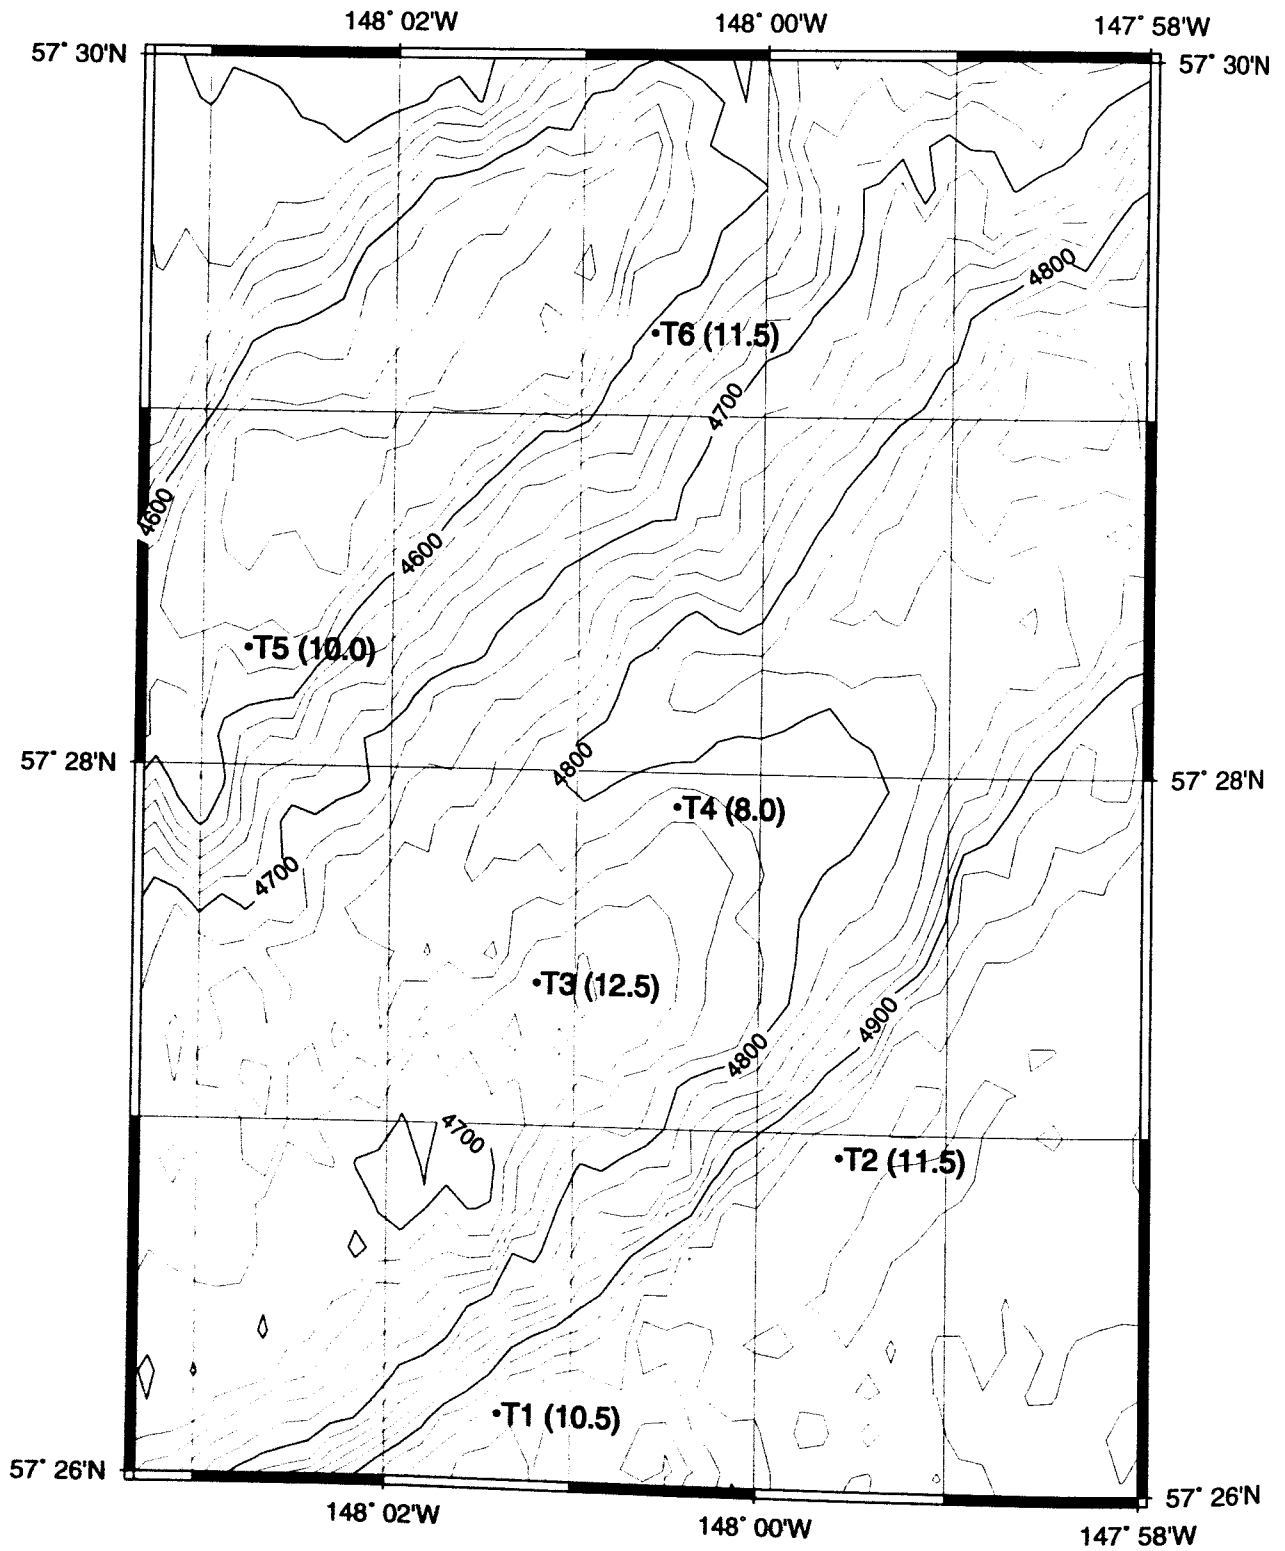 148° 02'W 148° 00'W 147° 58'W
57° 30'N 57° 30'N
4800
T6 (11.5)
4700
4600
4600
T5 (10.0)
57° 28'N 4800 57° 28'N
T4 (8.0)
4700
T3 (12.5)
4900
4800
4700
T2 (11.5)
T1 (10.5)
57° 26'N 57° 26'N
148° 02'W 148° 00'W 147° 58'W